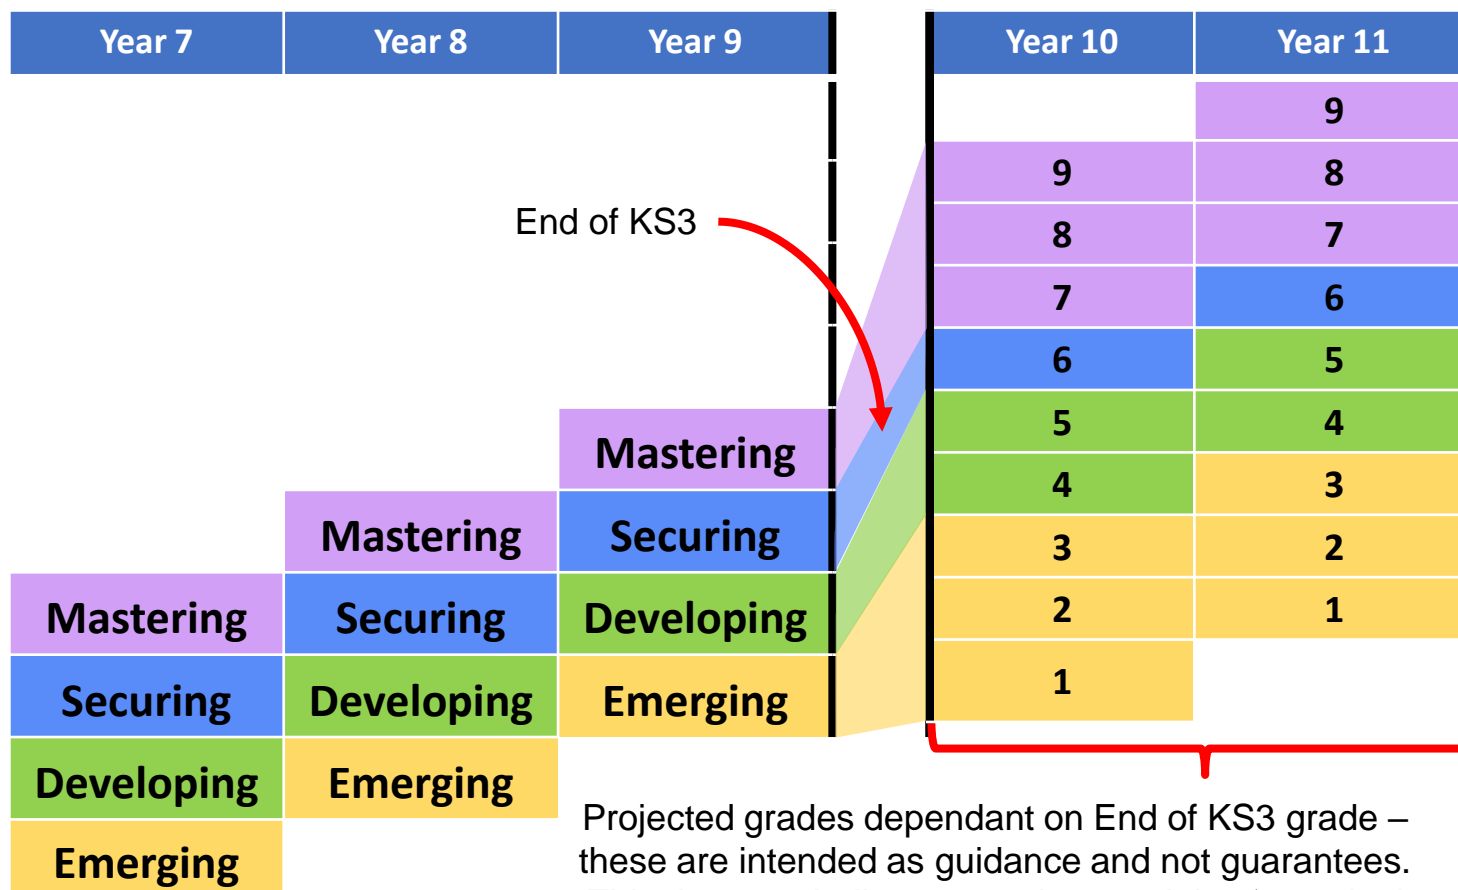 Year 7 Year 8 Year 9 Year 10 Year 11
9
9 8
End of KS3
8 7
7 6
6 5
5 4
Mastering
4 3
Mastering Securing
3 2
Mastering Securing Developing
2 1
Securing Developing Emerging
1
Developing Emerging
Emerging
Projected grades dependant on End of KS3 grade –
these are intended as guidance and not guarantees.